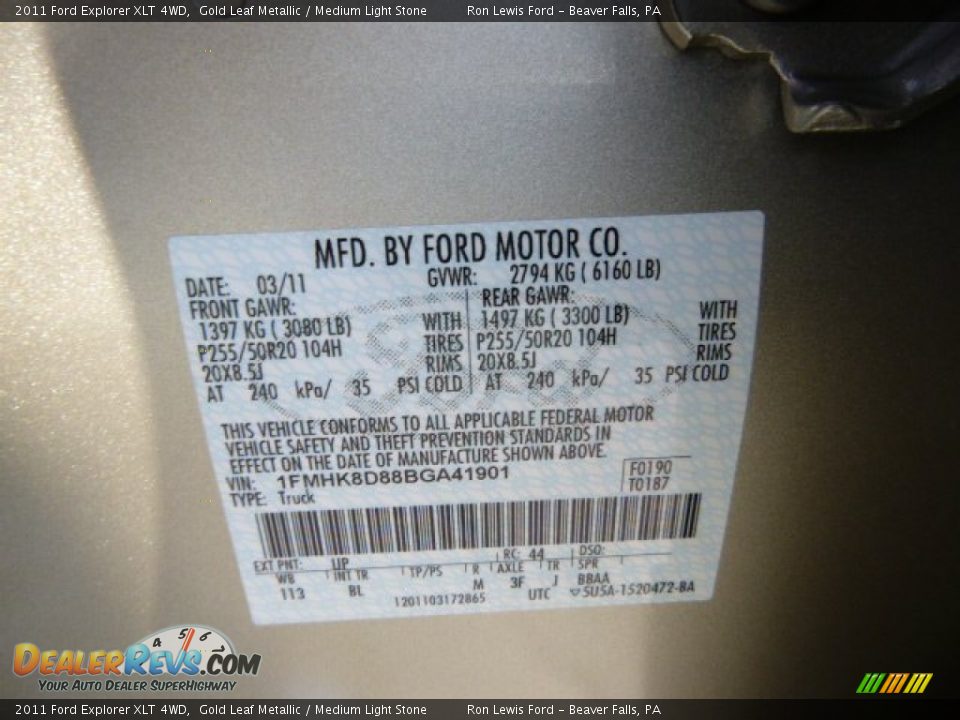 2011 Ford Explorer XLT 4WD, Gold Leaf Metallic / Medium Light Stone Ron Lewis Ford - Beaver Falls, PA
MFD. BY FORD MOTOR CO.
DATE: 03/11 GVWR: 2794 KG ( 6160 LB)
FRONT GAWR: REAR GAWR:
1397 KG ( 3080 LB) WITH 1497 KG ( 3300 LB) WITH
P255/50R20 104H TIRES P255/50R20 104H TIRES
20X8.5J RIMS 20X8.5J RIMS
AT 240 kPa/ 35 PSI COLD AT 240 kPa/ 35 PSI COLD
THIS VEHICLE CONFORMS TO ALL APPLICABLE FEDERAL MOTOR
VEHICLE SAFETY AND THEFT PREVENTION STANDARDS IN
EFFECT ON THE DATE OF MANUFACTURE SHOWN ABOVE.
VIN: 1FMHK8D88BGA41901 F0190
TYPE: Truck T0187
EXT PNT: UP RC: 44 DSO:
WB INT TR TP/PS R AXLE TR SPR
113 BL M 3F J BBAA
1201103172865 UTC 5U5A-1520472-BA
DEALERREVS.COM
YOUR AUTO DEALER SUPERHIGHWAY
2011 Ford Explorer XLT 4WD, Gold Leaf Metallic / Medium Light Stone Ron Lewis Ford - Beaver Falls, PA